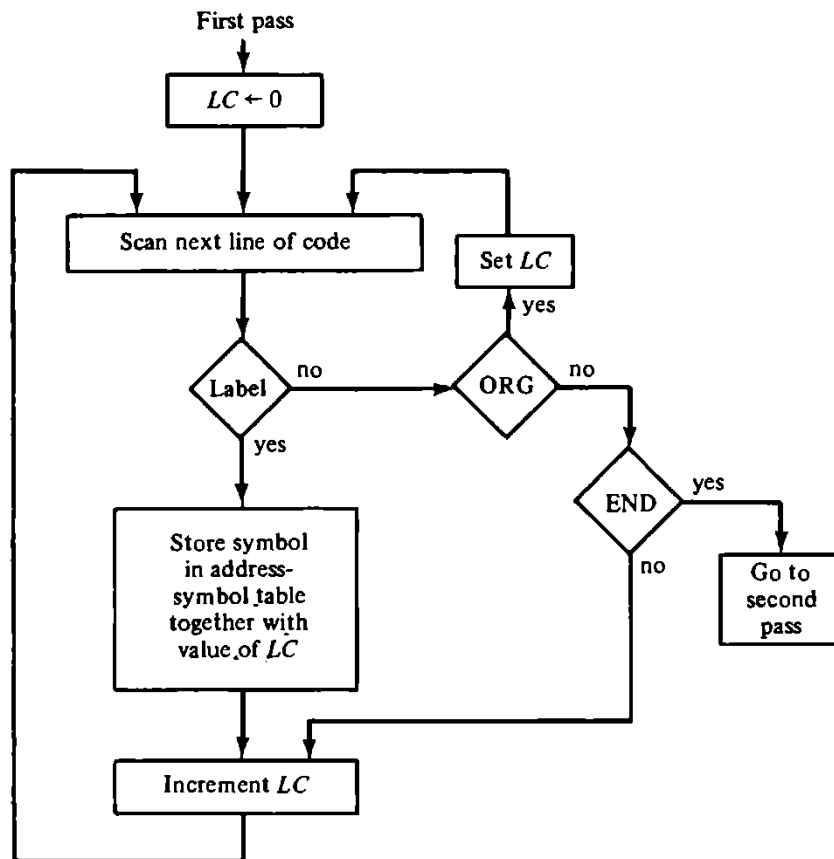 First pass
LC ← 0
Scan next line of code
Set LC
yes
Label
no
ORG
no
yes
END
yes
no
Store symbol
in address-
symbol table
together with
value of LC
Go to
second
pass
Increment LC